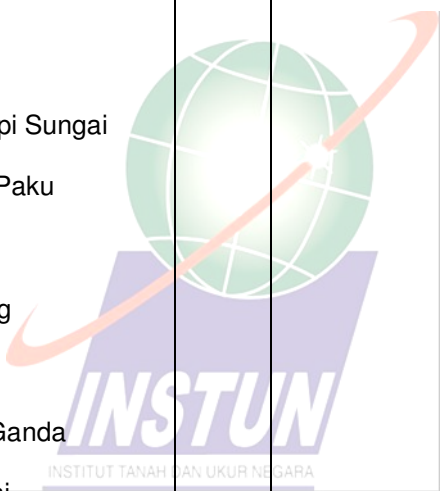 pi Sungai
Paku
g
Ganda
INSTUN
INSTITUT TANAH DAN UKUR NEGARA